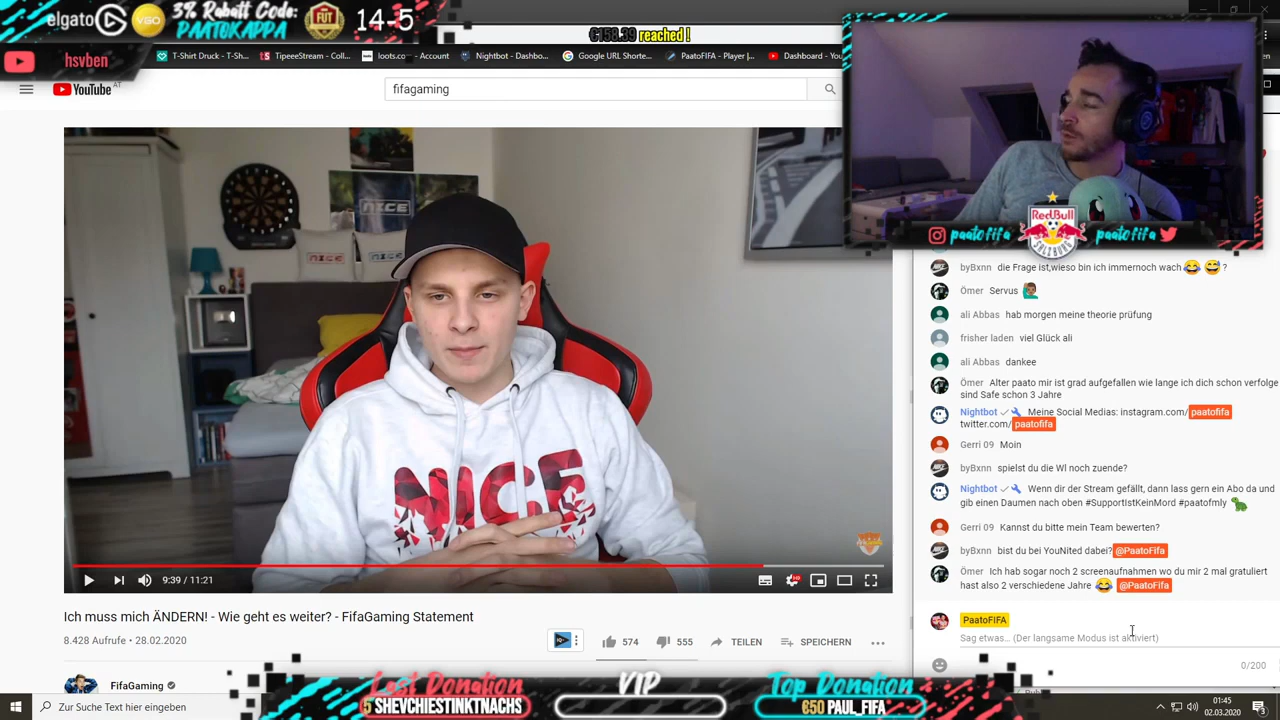 elgato
VGO
3% Rabatt Code:
PAATOKAPPA
FUT
14-5
€158.39 reached !
hsvben
T-Shirt Druck - T-Sh...
TipeeeStream - Coll...
loots.com - Account
Nightbot - Dashbo...
Google URL Shorte...
PaatoFIFA - Player |...
Dashboard - You
YouTube AT
fifagaming
NICE
NICE
NICE
NICE
RedBull
SALZBURG
paatofifa
paatofifa
byBxnn die Frage ist,wieso bin ich immernoch wach😂 😅 ?
Ömer Servus 🙋🏽‍♂️
ali Abbas hab morgen meine theorie prüfung
frisher laden viel Glück ali
ali Abbas dankee
Ömer Alter paato mir ist grad aufgefallen wie lange ich dich schon verfolge
sind Safe schon 3 Jahre
Nightbot Meine Social Medias: instagram.com/ paatofifa
twitter.com/ paatofifa
Gerri 09 Moin
byBxnn spielst du die Wl noch zuende?
Nightbot Wenn dir der Stream gefällt, dann lass gern ein Abo da und
gib einen Daumen nach oben #SupportIstKeinMord #paatofmly 🐢
Gerri 09 Kannst du bitte mein Team bewerten?
byBxnn bist du bei YouNited dabei? @PaatoFifa
Ömer Ich hab sogar noch 2 screenaufnahmen wo du mir 2 mal gratuliert
hast also 2 verschiedene Jahre 😂 @PaatoFifa
PaatoFIFA
Sag etwas... (Der langsame Modus ist aktiviert)
0/200
9:39 / 11:21
Ich muss mich ÄNDERN! - Wie geht es weiter? - FifaGaming Statement
8.428 Aufrufe · 28.02.2020
574
555
TEILEN
SPEICHERN
FifaGaming
Last Donation
5 SHEVCHIESTINKTNACHS
VIP
Top Donation
€50 PAUL_FIFA
Zur Suche Text hier eingeben
01:45
02.03.2020